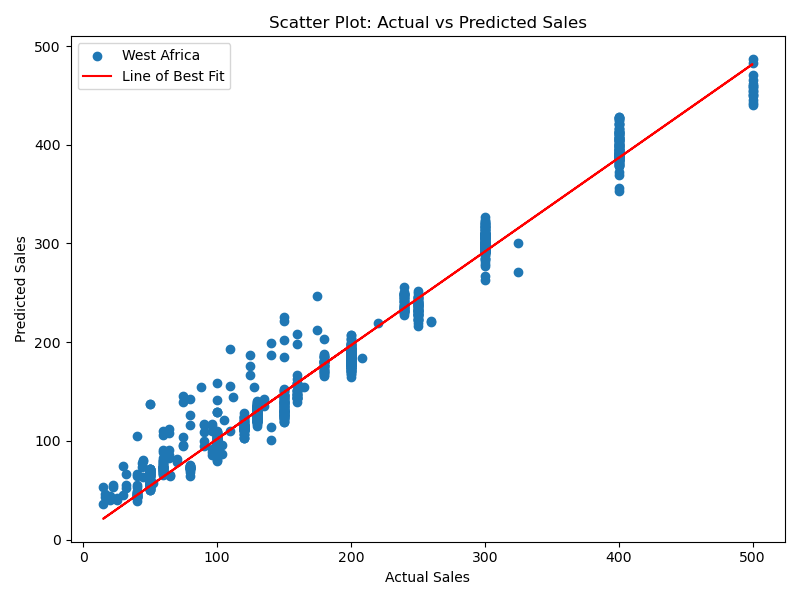 Scatter Plot: Actual vs Predicted Sales
West Africa
Line of Best Fit
500
400
300
200
100
0
Predicted Sales
0 100 200 300 400 500
Actual Sales